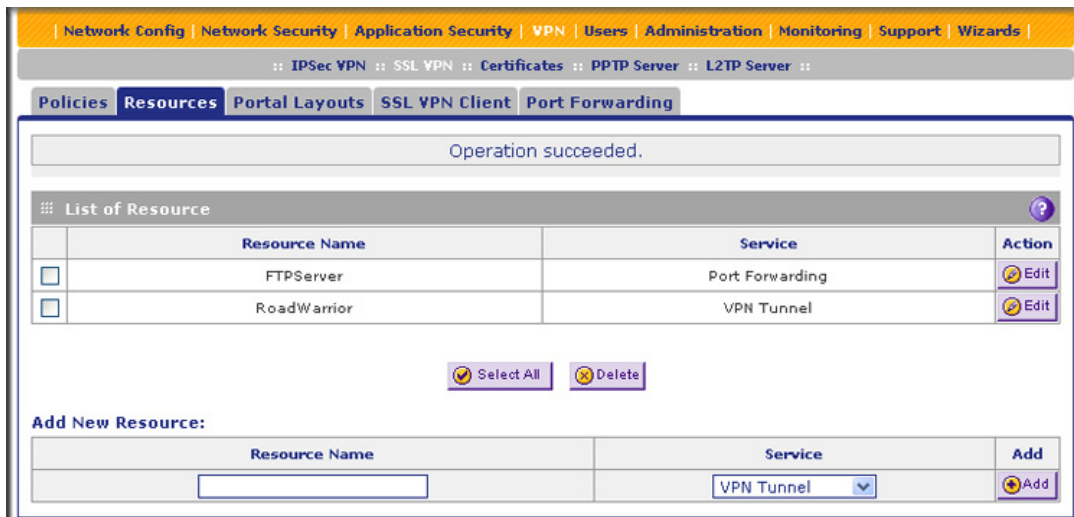 | Network Config | Network Security | Application Security | VPN | Users | Administration | Monitoring | Support | Wizards |
:: IPSec VPN :: SSL VPN :: Certificates :: PPTP Server :: L2TP Server ::
Policies Resources Portal Layouts SSL VPN Client Port Forwarding
Operation succeeded.
List of Resource ?
Resource Name Service Action
FTPServer Port Forwarding Edit
RoadWarrior VPN Tunnel Edit
Select All Delete
Add New Resource:
Resource Name Service Add
VPN Tunnel Add